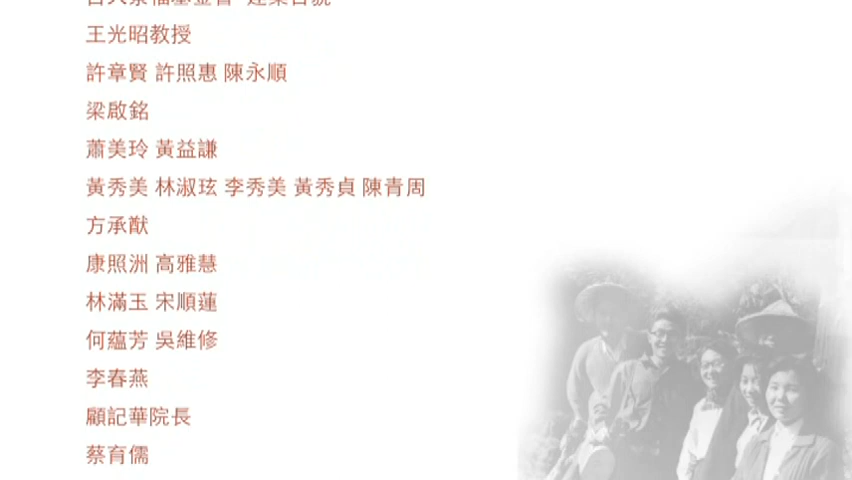 王光昭教授
許章賢 許照惠 陳永順
梁啟銘
蕭美玲 黃益謙
黃秀美 林淑玹 李秀美 黃秀貞 陳青周
方承猷
康照洲 高雅慧
林滿玉 宋順蓮
何蘊芳 吳維修
李春燕
顧記華院長
蔡育儒